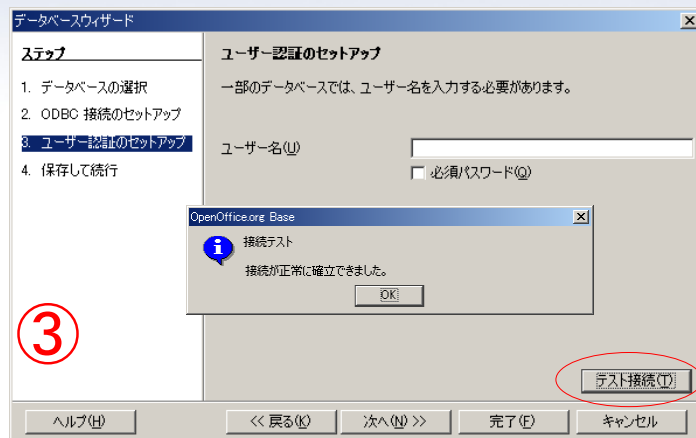 データベースウィザード
ステップ
1. データベースの選択
2. ODBC 接続のセットアップ
3. ユーザー認証のセットアップ
4. 保存して続行
ユーザー認証のセットアップ
一部のデータベースでは、ユーザー名を入力する必要があります。
ユーザー名(U)
必須パスワード(Q)
OpenOffice.org Base
接続テスト
接続が正常に確立できました。
OK
③
テスト接続(T)
ヘルプ(H)
<< 戻る(K)
次へ(N) >>
完了(F)
キャンセル